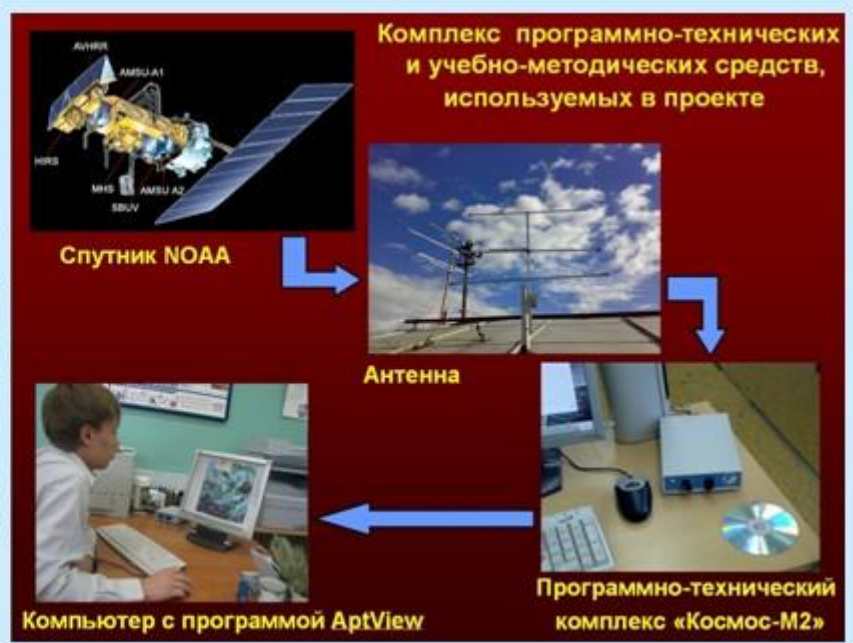 Комплекс программно-технических
и учебно-методических средств,
используемых в проекте
AVHRR
AMSU-A1
HIRS
MHS
AMSU A2
SBUV
Спутник NOAA
Антенна
Программно-технический
комплекс «Космос-М2»
Компьютер с программой AptView